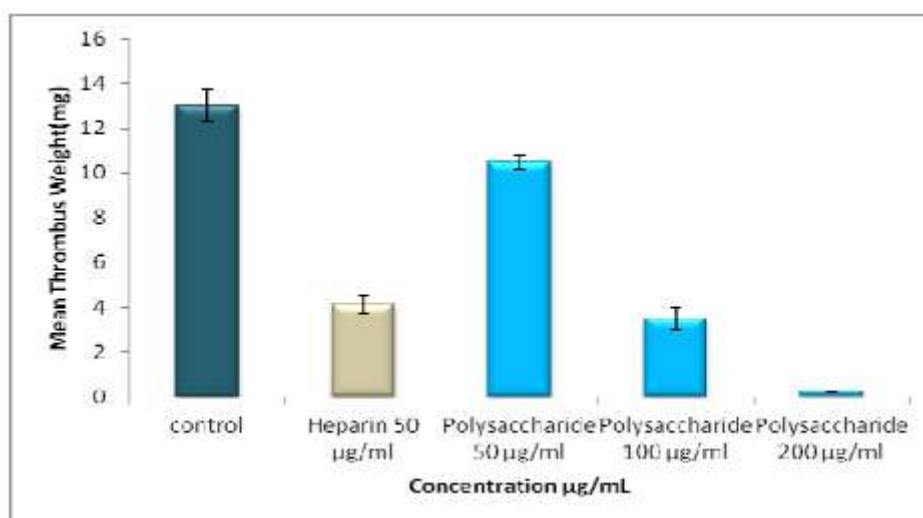 16
14
12
10
8
6
4
2
0
Mean Thrombus Weight(mg)
control
Heparin 50
µg/ml
Polysaccharide
50 µg/ml
Polysaccharide
100 µg/ml
Polysaccharide
200 µg/ml
Concentration µg/mL